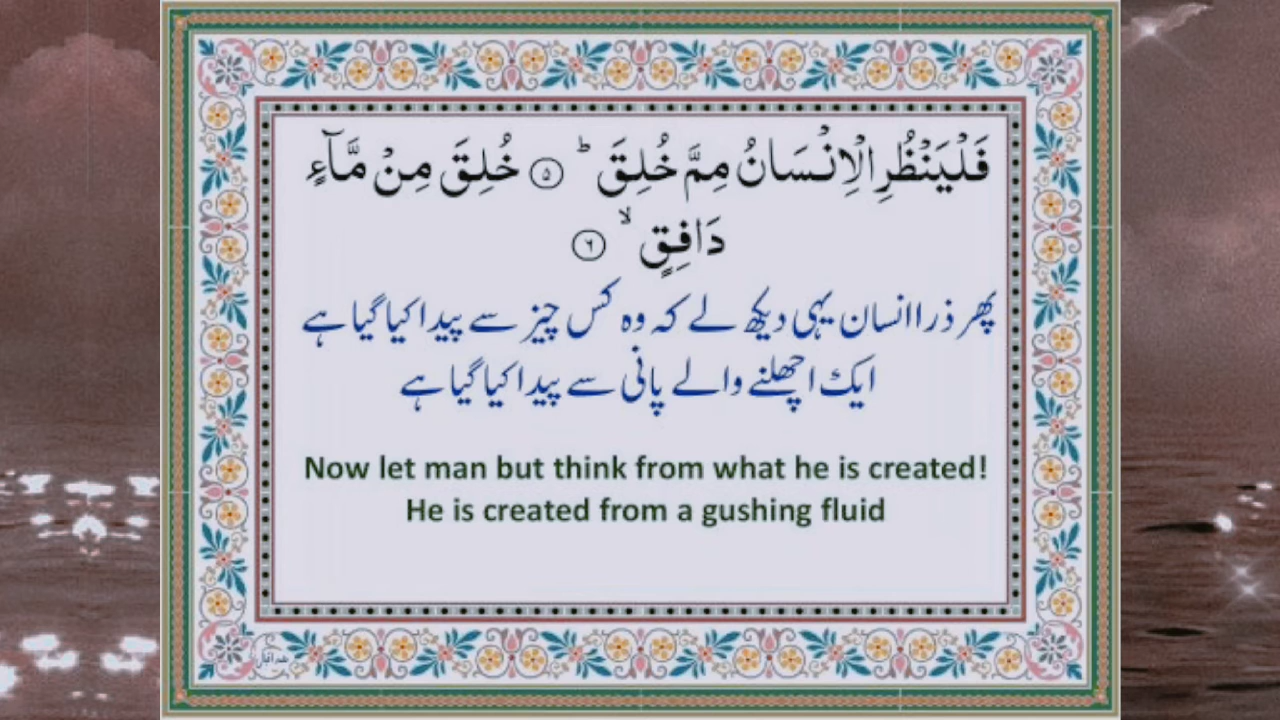 فَلْيَنْظُرِ الْاِنْسَانُ مِمَّ خُلِقَ ؕ ۝۵ خُلِقَ مِنْ مَّآءٍ
دَافِقٍ ۙ ۝۶
پھر ذرا انسان یہی دیکھ لے کہ وہ کس چیز سے پیدا کیا گیا ہے
ایک اچھلنے والے پانی سے پیدا کیا گیا ہے
Now let man but think from what he is created!
He is created from a gushing fluid